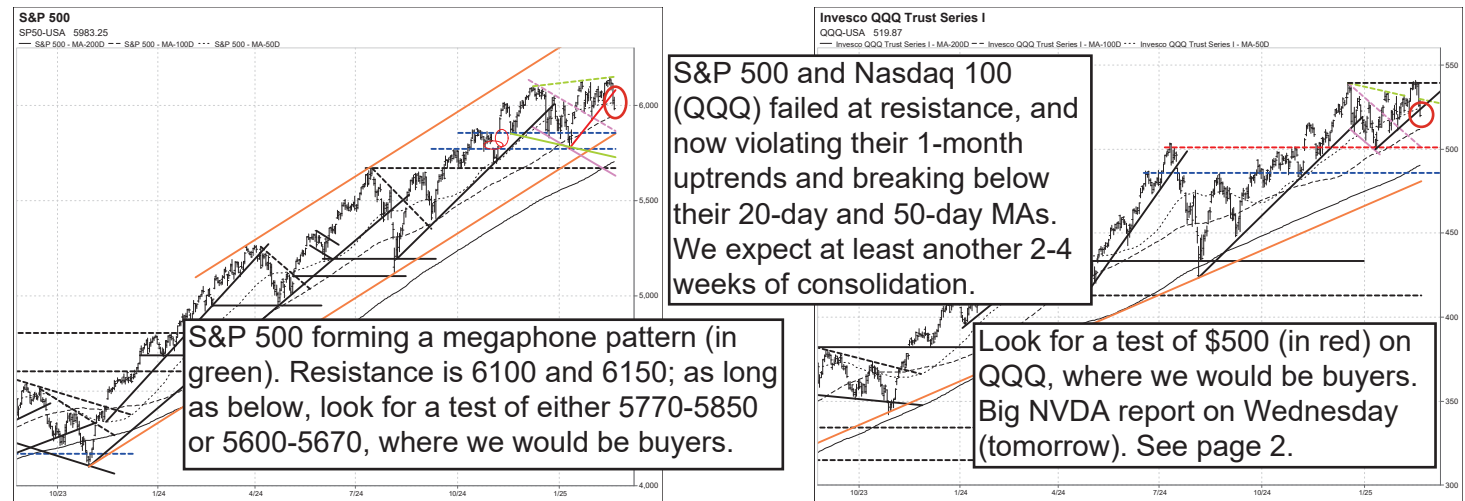 S&P 500
SP50-USA 5983.25
S&P 500 - MA-200D S&P 500 - MA-100D S&P 500 - MA-50D
6,000
5,500
5,000
4,000
10/23 1/24 4/24 7/24 10/24 1/25
S&P 500 forming a megaphone pattern (in
green). Resistance is 6100 and 6150; as long
as below, look for a test of either 5770-5850
or 5600-5670, where we would be buyers.
S&P 500 and Nasdaq 100
(QQQ) failed at resistance, and
now violating their 1-month
uptrends and breaking below
their 20-day and 50-day MAs.
We expect at least another 2-4
weeks of consolidation.
Invesco QQQ Trust Series I
QQQ-USA 519.87
Invesco QQQ Trust Series I - MA-200D Invesco QQQ Trust Series I - MA-100D Invesco QQQ Trust Series I - MA-50D
550
500
450
400
350
300
10/23 1/24 4/24 7/24 10/24 1/25
Look for a test of $500 (in red) on
QQQ, where we would be buyers.
Big NVDA report on Wednesday
(tomorrow). See page 2.